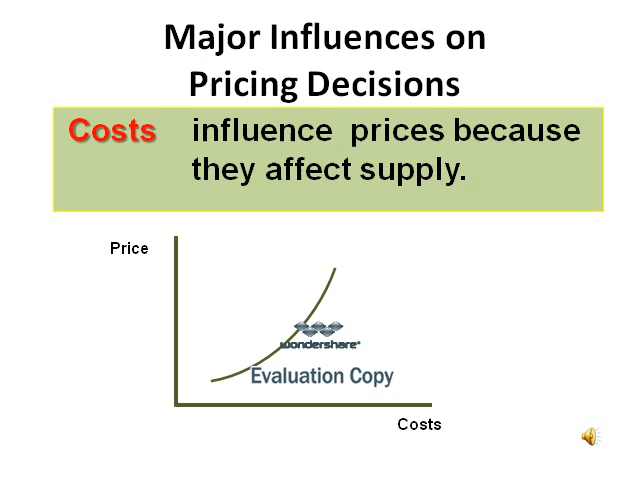 Major Influences on
Pricing Decisions
Costs influence prices because
they affect supply.
Price
wondershare
Evaluation Copy
Costs